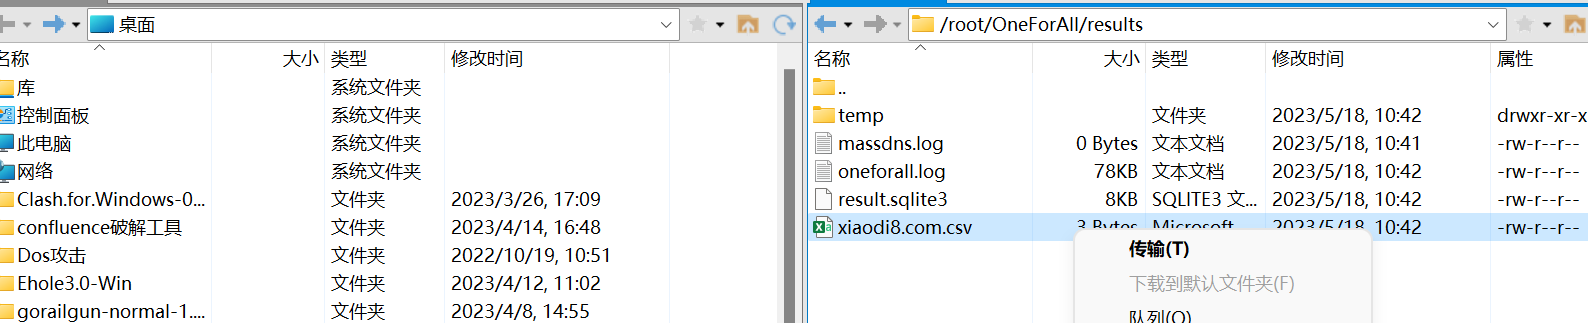 桌面
名称 大小 类型 修改时间
库 系统文件夹
控制面板 系统文件夹
此电脑 系统文件夹
网络 系统文件夹
Clash.for.Windows-0... 文件夹 2023/3/26, 17:09
confluence破解工具 文件夹 2023/4/14, 16:48
Dos攻击 文件夹 2022/10/19, 10:51
Ehole3.0-Win 文件夹 2023/4/12, 11:02
gorailgun-normal-1.... 文件夹 2023/4/8, 14:55
/root/OneForAll/results
名称 大小 类型 修改时间 属性
..
temp 文件夹 2023/5/18, 10:42 drwxr-xr-x
massdns.log 0 Bytes 文本文档 2023/5/18, 10:41 -rw-r--r--
oneforall.log 78KB 文本文档 2023/5/18, 10:42 -rw-r--r--
result.sqlite3 8KB SQLITE3 文... 2023/5/18, 10:42 -rw-r--r--
xiaodi8.com.csv 3 Bytes Microsoft 2023/5/18, 10:42 -rw-r--r--
传输(T)
下载到默认文件夹(F)
队列(Q)